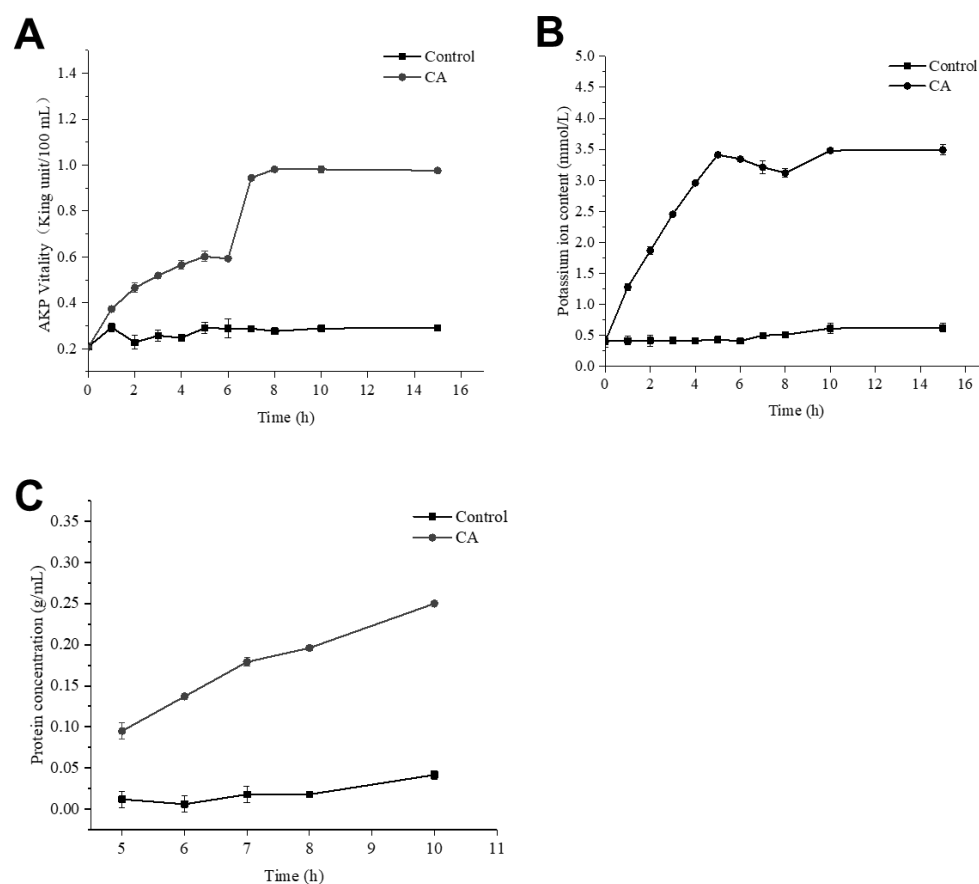 A
Control
CA
AKP Vitality（King unit/100 mL）
1.4
1.2
1.0
0.8
0.6
0.4
0.2
0 2 4 6 8 10 12 14 16
Time (h)
B
Control
CA
Potassium ion content (mmol/L)
5.0
4.5
4.0
3.5
3.0
2.5
2.0
1.5
1.0
0.5
0.0
0 2 4 6 8 10 12 14 16
Time (h)
C
Control
CA
Protein concentration (g/mL)
0.35
0.30
0.25
0.20
0.15
0.10
0.05
0.00
5 6 7 8 9 10 11
Time (h)